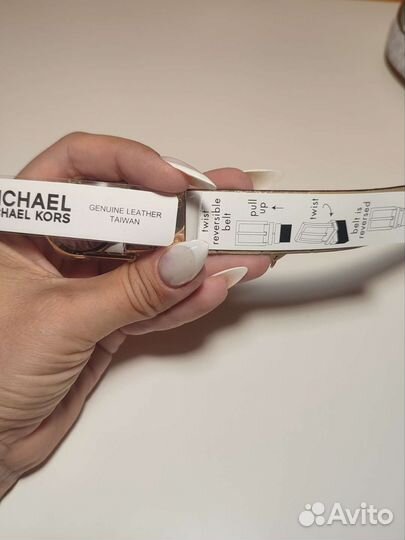 MICHAEL
MICHAEL KORS
GENUINE LEATHER
TAIWAN
twist
reversible
belt
pull
up
twist
belt is
reversed
Avito